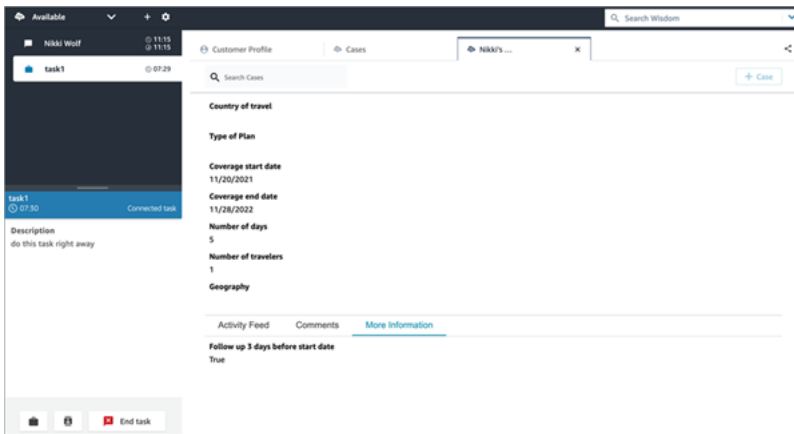 Available
Search Wisdom
Nikki Wolf
11:15
11:15
task1
07:29
task1
07:30
Connected task
Description
do this task right away
End task
Customer Profile
Cases
Nikki's ...
Search Cases
+ Case
Country of travel
Type of Plan
Coverage start date
11/20/2021
Coverage end date
11/28/2022
Number of days
5
Number of travelers
1
Geography
Activity Feed
Comments
More Information
Follow up 3 days before start date
True